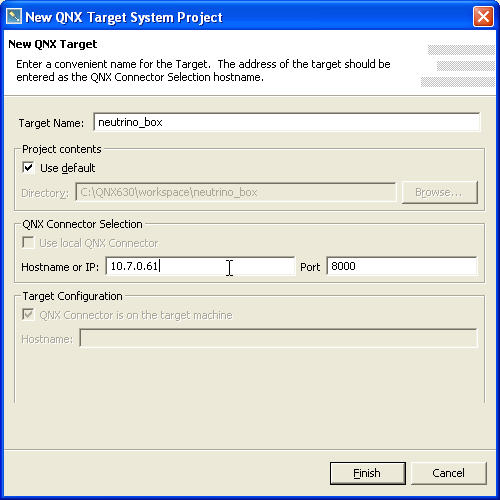 New QNX Target System Project
New QNX Target
Enter a convenient name for the Target. The address of the target should be
entered as the QNX Connector Selection hostname.
Target Name: neutrino_box
Project contents
Use default
Directory: C:\QNX630\workspace\neutrino_box Browse...
QNX Connector Selection
Use local QNX Connector
Hostname or IP: 10.7.0.61 Port 8000
Target Configuration
QNX Connector is on the target machine
Hostname:
Finish Cancel